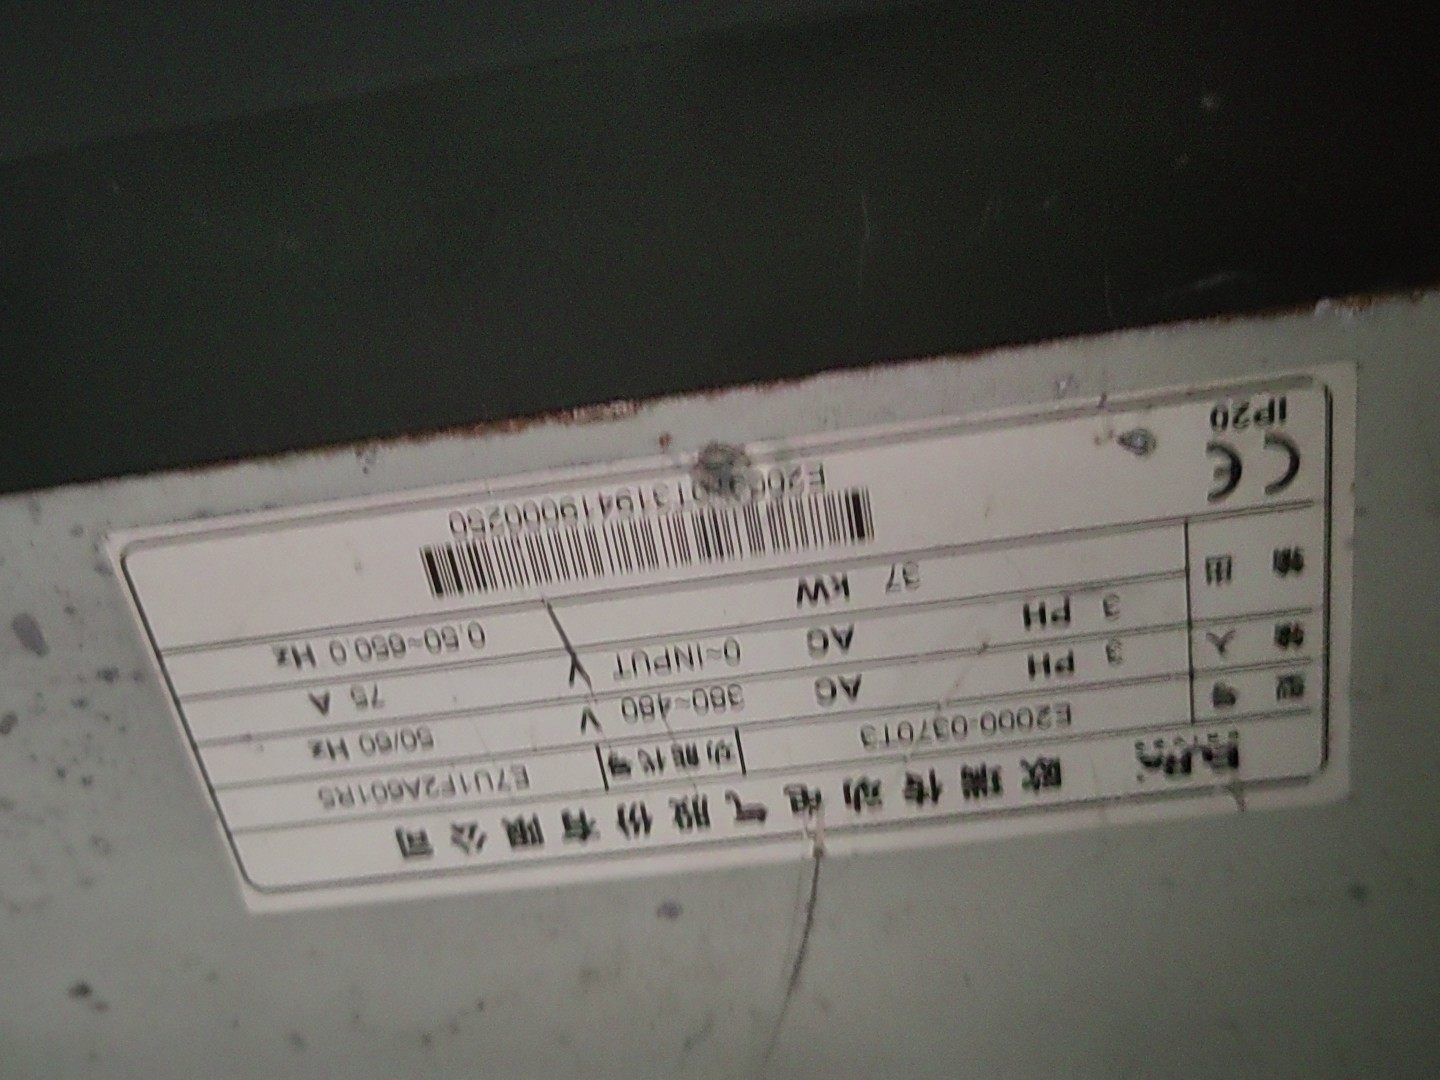 EURA DRIVES 欧瑞传动电气股份有限公司
型号 E2000-0370T3 功能代号 E7U1F2A601R5
输入 3 PH AC 380~480 V 50/60 Hz
输出 3 PH AC 0~INPUT V 75 A
37 kW 0.50~650.0 Hz
CE
IP20